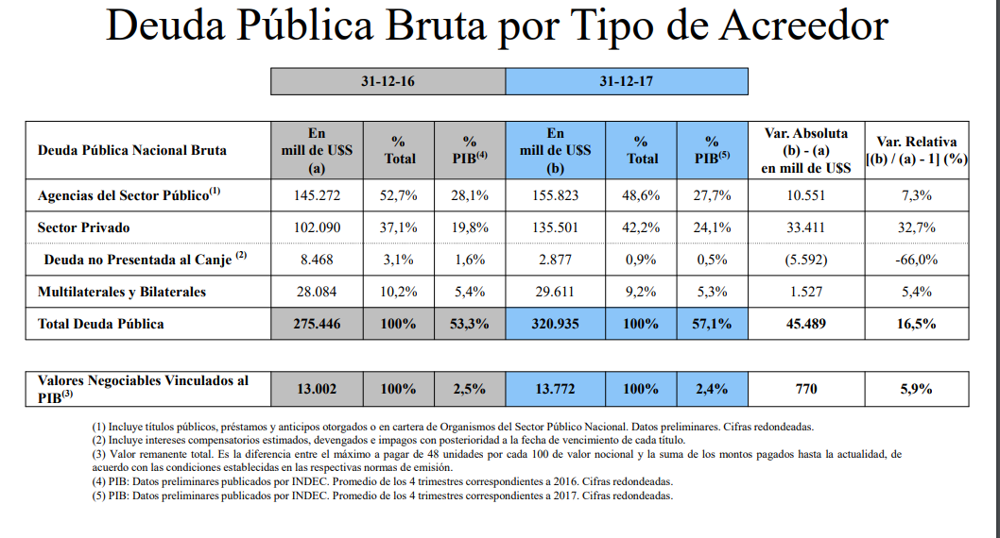 Deuda Pública Bruta por Tipo de Acreedor
31-12-16 31-12-17
Deuda Pública Nacional Bruta En mill de U$S (a) % Total % PIB(4) En mill de U$S (b) % Total % PIB(5) Var. Absoluta (b) - (a) en mill de U$S Var. Relativa [(b) / (a) - 1] (%)
Agencias del Sector Público(1) 145.272 52,7% 28,1% 155.823 48,6% 27,7% 10.551 7,3%
Sector Privado 102.090 37,1% 19,8% 135.501 42,2% 24,1% 33.411 32,7%
Deuda no Presentada al Canje (2) 8.468 3,1% 1,6% 2.877 0,9% 0,5% (5.592) -66,0%
Multilaterales y Bilaterales 28.084 10,2% 5,4% 29.611 9,2% 5,3% 1.527 5,4%
Total Deuda Pública 275.446 100% 53,3% 320.935 100% 57,1% 45.489 16,5%
Valores Negociables Vinculados al
PIB(3) 13.002 100% 2,5% 13.772 100% 2,4% 770 5,9%
(1) Incluye títulos públicos, préstamos y anticipos otorgados o en cartera de Organismos del Sector Público Nacional. Datos preliminares. Cifras redondeadas.
(2) Incluye intereses compensatorios estimados, devengados e impagos con posterioridad a la fecha de vencimiento de cada título.
(3) Valor remanente total. Es la diferencia entre el máximo a pagar de 48 unidades por cada 100 de valor nocional y la suma de los montos pagados hasta la actualidad, de
acuerdo con las condiciones establecidas en las respectivas normas de emisión.
(4) PIB: Datos preliminares publicados por INDEC. Promedio de los 4 trimestres correspondientes a 2016. Cifras redondeadas.
(5) PIB: Datos preliminares publicados por INDEC. Promedio de los 4 trimestres correspondientes a 2017. Cifras redondeadas.